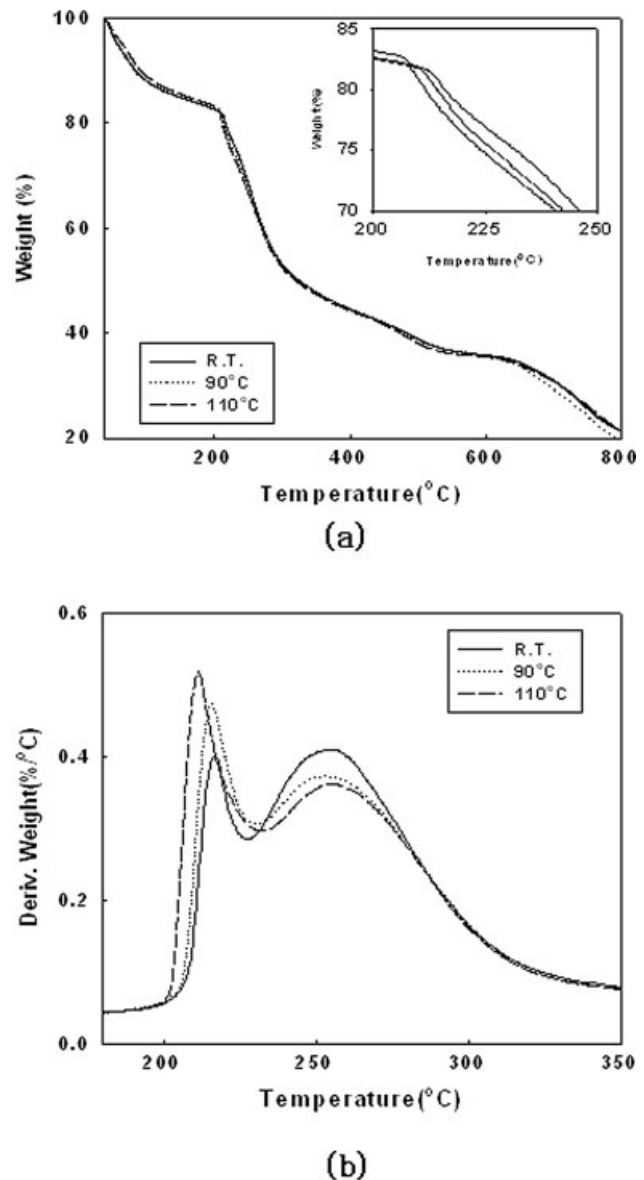 100
80
60
40
20
Weight (%)
200 400 600 800
Temperature(°C)
R.T.
90°C
110°C
85
80
75
70
Weight(%)
200 225 250
Temperature(°C)
(a)
0.6
0.4
0.2
0.0
Deriv. Weight(%/°C)
200 250 300 350
Temperature(°C)
R.T.
90°C
110°C
(b)